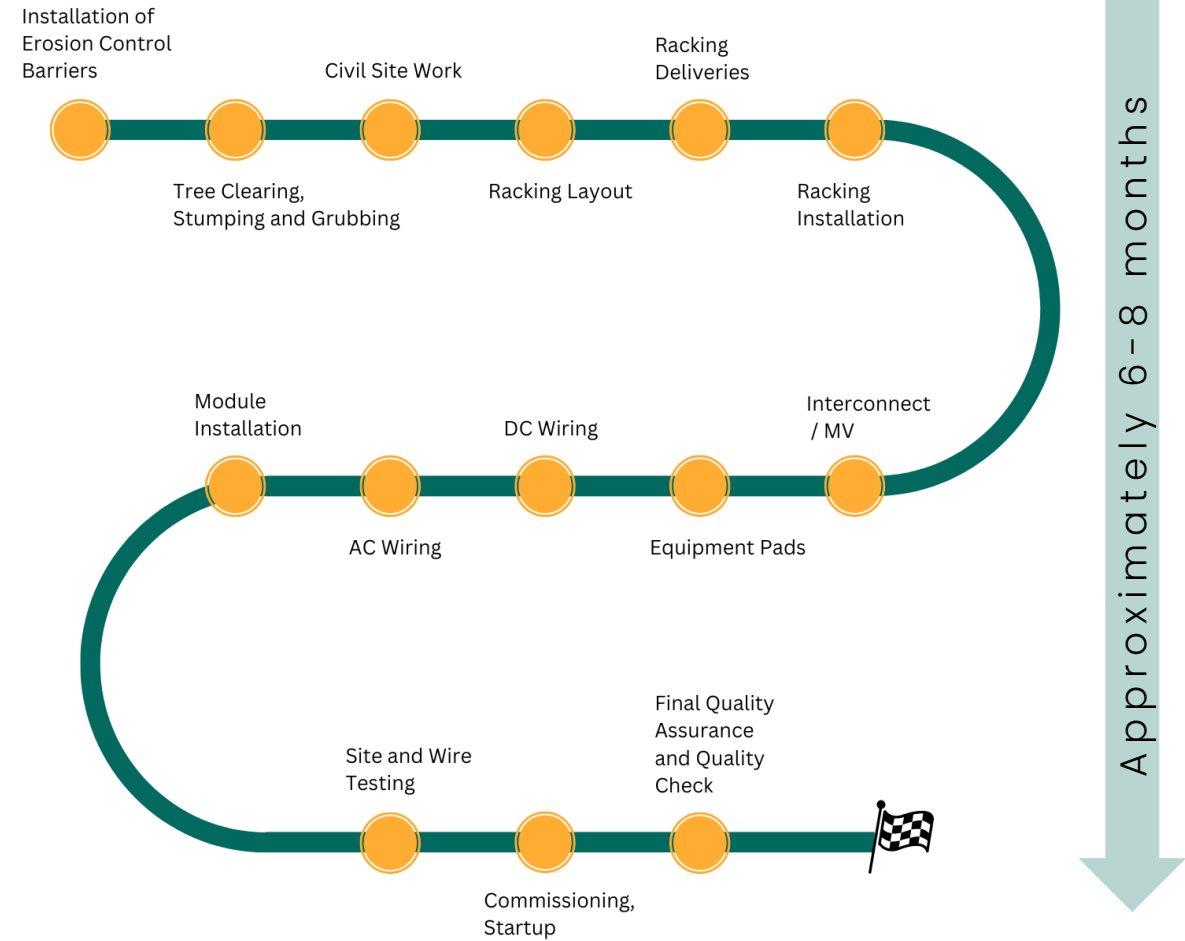 Installation of
Erosion Control
Barriers
Tree Clearing,
Stumping and Grubbing
Civil Site Work
Racking Layout
Racking
Deliveries
Racking
Installation
Interconnect
/ MV
Equipment Pads
DC Wiring
AC Wiring
Module
Installation
Site and Wire
Testing
Commissioning,
Startup
Final Quality
Assurance
and Quality
Check
Approximately 6-8 months